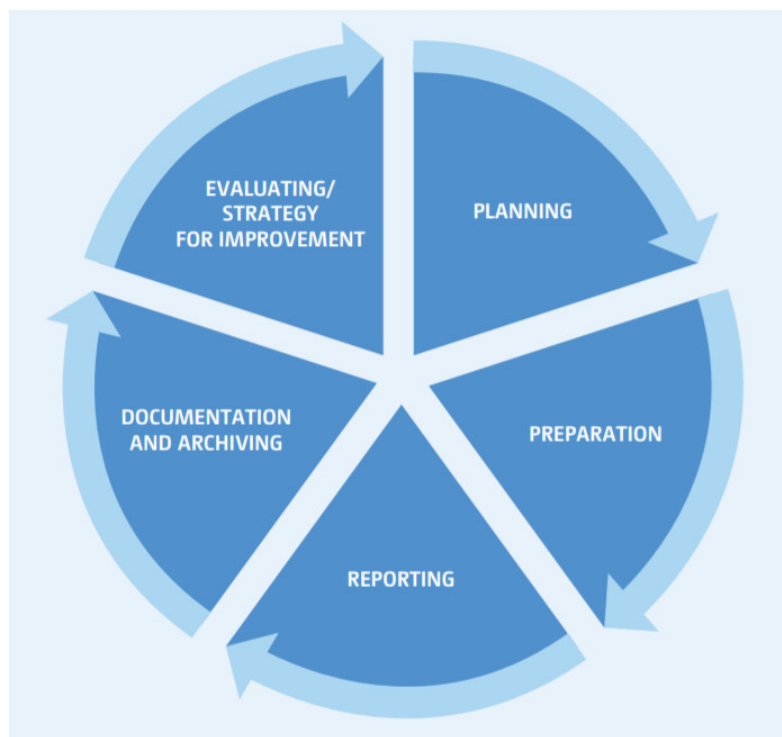 EVALUATING/
STRATEGY
FOR IMPROVEMENT
PLANNING
DOCUMENTATION
AND ARCHIVING
PREPARATION
REPORTING